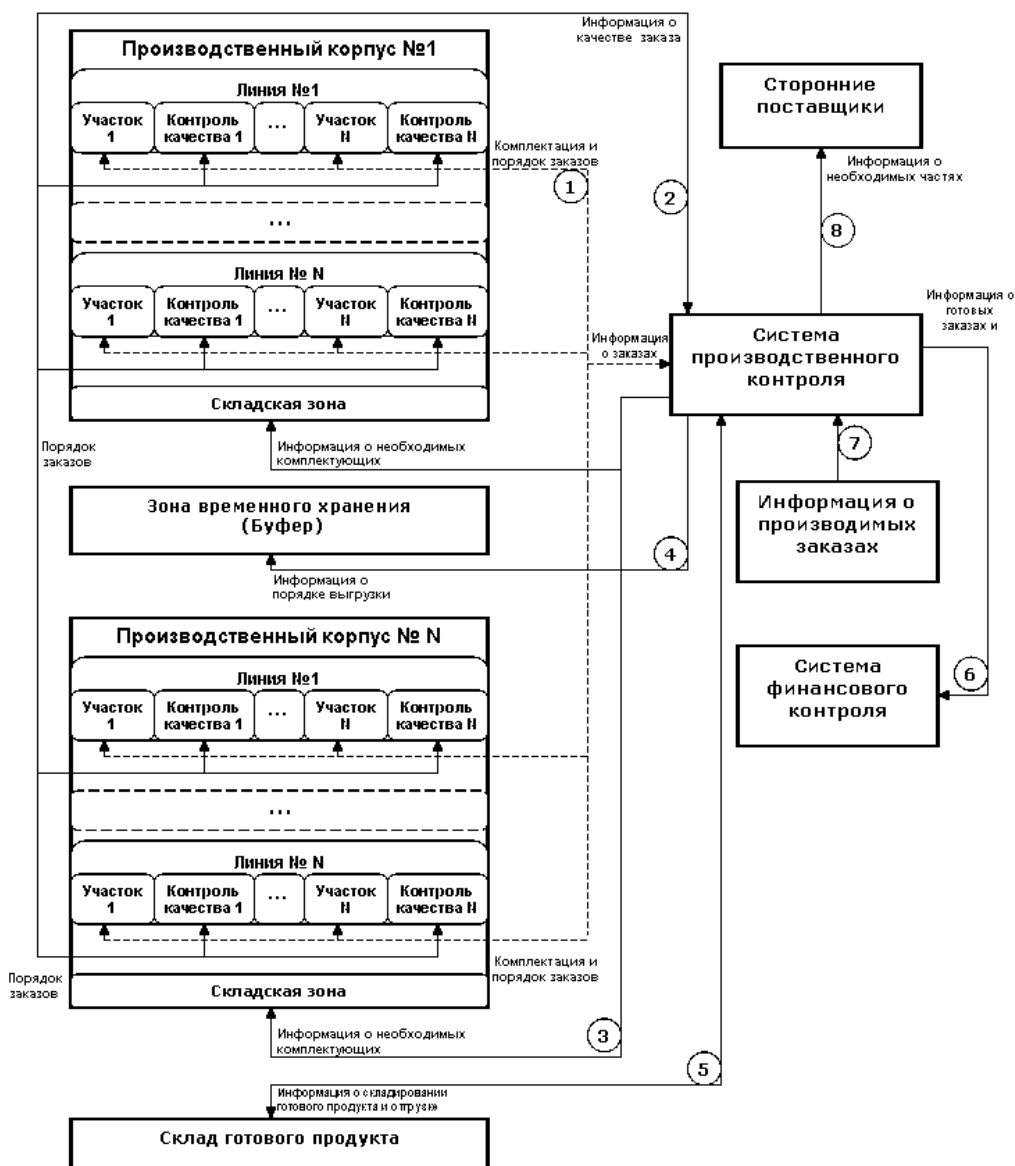 Информация о
качестве заказа
Производственный корпус №1
Линия №1
Участок
1
Контроль
качества 1
...
Участок
N
Контроль
качества N
Комплектация и
порядок заказов
1
2
...
Линия № N
Участок
1
Контроль
качества 1
...
Участок
N
Контроль
качества N
Складская зона
Сторонние
поставщики
Информация о
необходимых частях
8
Информация о
готовых
заказах и
Информация
о заказах
Система
производственного
контроля
Порядок
заказов
Информация о необходимых
комплектующих
7
Зона временного хранения
(Буфер)
4
Информация о
производимых
заказах
Информация о
порядке выгрузки
Производственный корпус № N
Линия №1
Участок
1
Контроль
качества 1
...
Участок
N
Контроль
качества N
Система
финансового
контроля
6
...
Линия № N
Участок
1
Контроль
качества 1
...
Участок
N
Контроль
качества N
Комплектация и
порядок заказов
Порядок
заказов
Складская зона
Информация о необходимых
комплектующих
3
5
Информация о складировании
готового продукта и отгрузке
Склад готового продукта